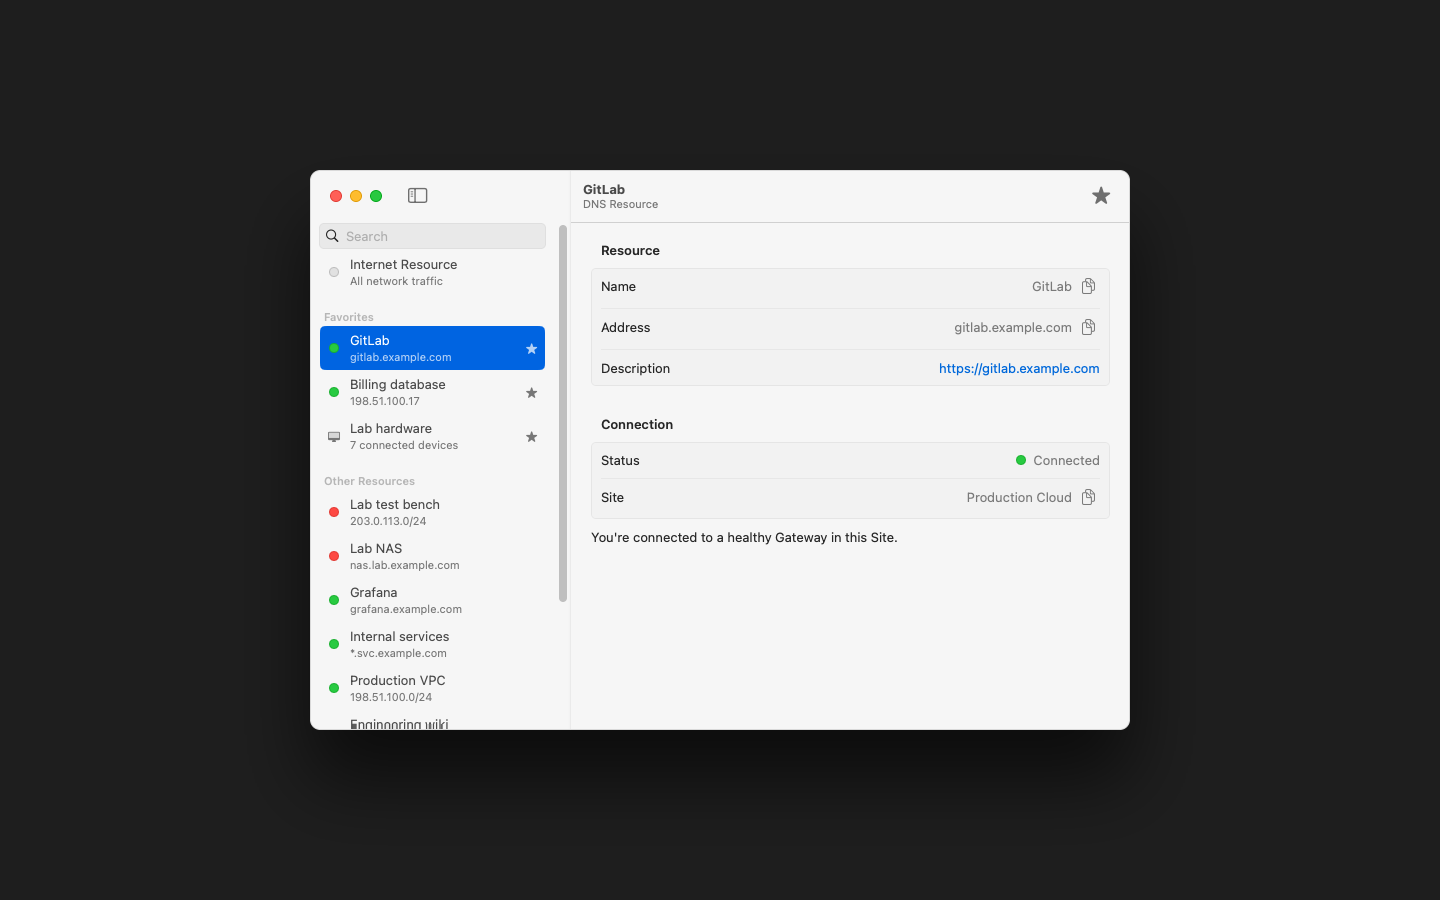 GitLab
DNS Resource
Search
Internet Resource
All network traffic
Favorites
GitLab
gitlab.example.com
Billing database
198.51.100.17
Lab hardware
7 connected devices
Other Resources
Lab test bench
203.0.113.0/24
Lab NAS
nas.lab.example.com
Grafana
grafana.example.com
Internal services
*.svc.example.com
Production VPC
198.51.100.0/24
Engineering wiki
Resource
Name
GitLab
Address
gitlab.example.com
Description
https://gitlab.example.com
Connection
Status
Connected
Site
Production Cloud
You're connected to a healthy Gateway in this Site.